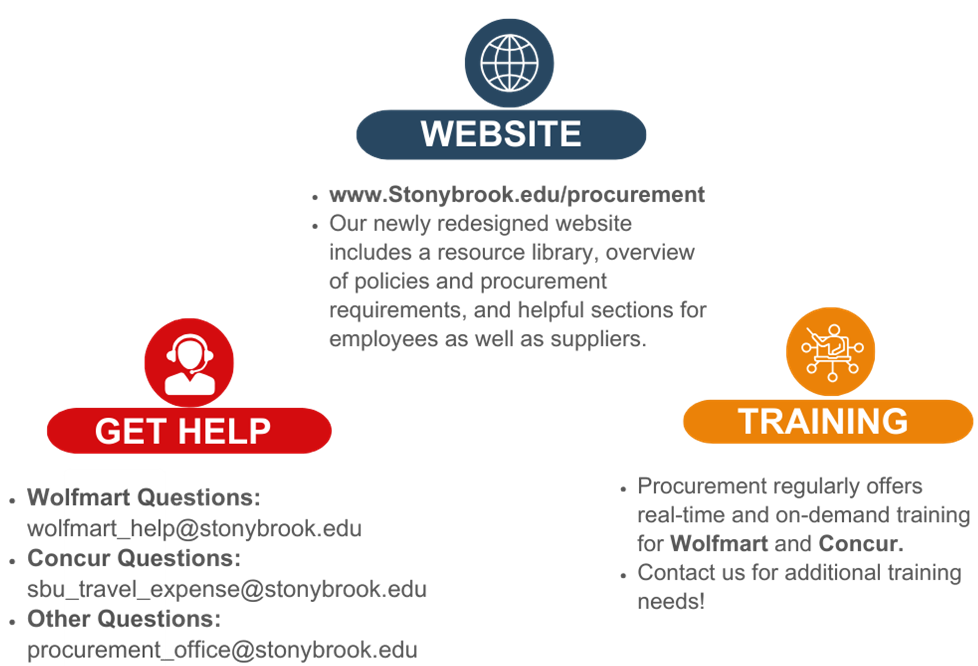 WEBSITE
• www.Stonybrook.edu/procurement
• Our newly redesigned website
includes a resource library, overview
of policies and procurement
requirements, and helpful sections for
employees as well as suppliers.
GET HELP
• Wolfmart Questions:
wolfmart_help@stonybrook.edu
• Concur Questions:
sbu_travel_expense@stonybrook.edu
• Other Questions:
procurement_office@stonybrook.edu
TRAINING
• Procurement regularly offers
real-time and on-demand training
for Wolfmart and Concur.
• Contact us for additional training
needs!